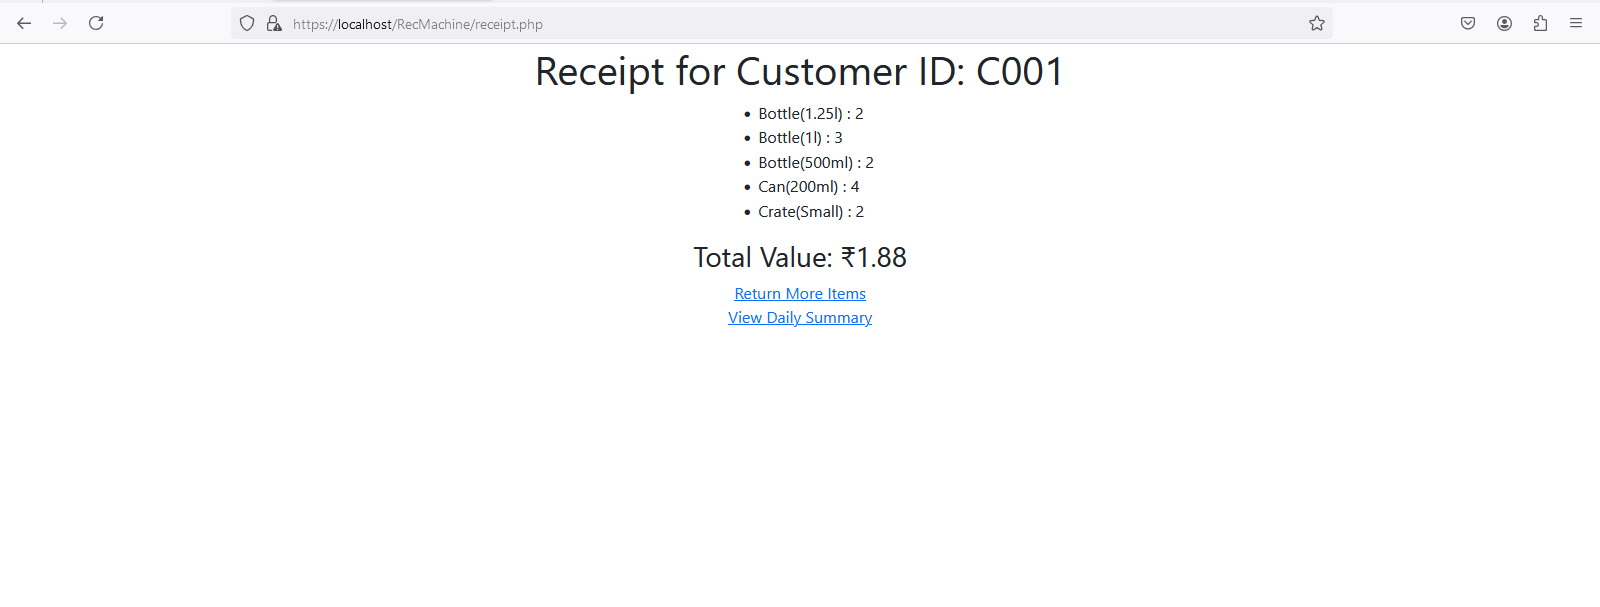 https://localhost/RecMachine/receipt.php
Receipt for Customer ID: C001
• Bottle(1.25l) : 2
• Bottle(1l) : 3
• Bottle(500ml) : 2
• Can(200ml) : 4
• Crate(Small) : 2
Total Value: ₹1.88
Return More Items
View Daily Summary